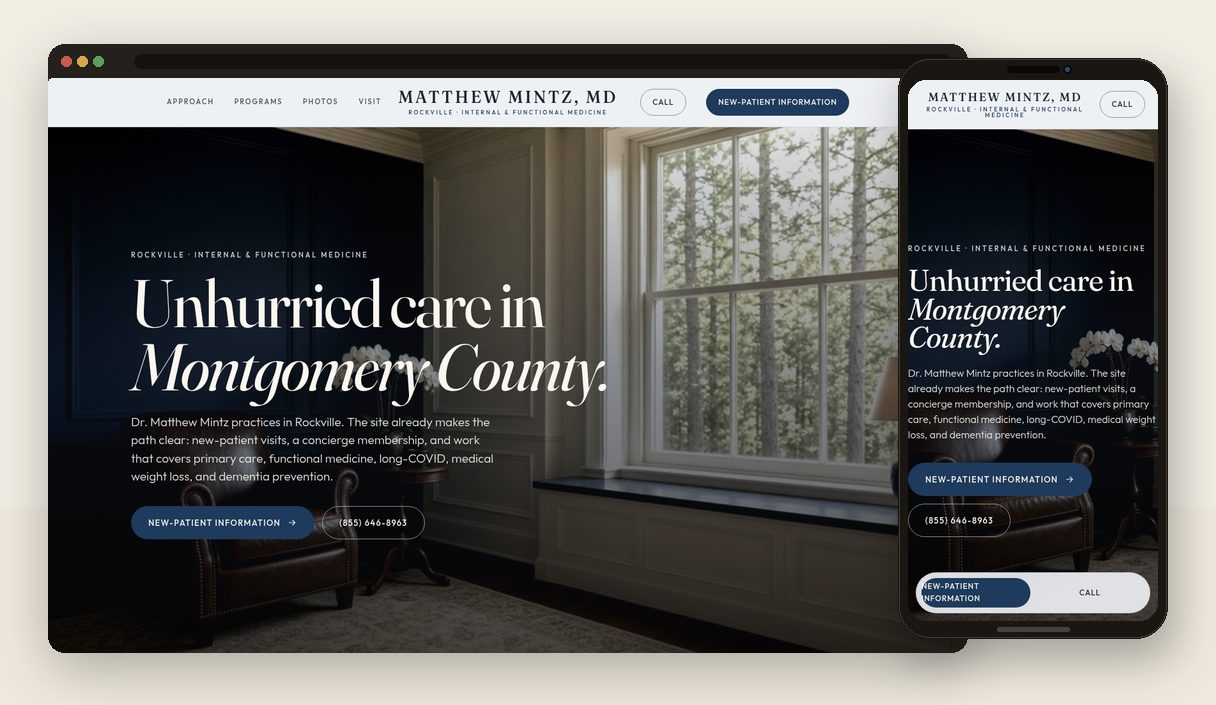 APPROACH PROGRAMS PHOTOS VISIT
MATTHEW MINTZ, MD
ROCKVILLE · INTERNAL & FUNCTIONAL MEDICINE
CALL
NEW-PATIENT INFORMATION
ROCKVILLE · INTERNAL & FUNCTIONAL MEDICINE
Unhurried care in
Montgomery County.
Dr. Matthew Mintz practices in Rockville. The site already makes the
path clear: new-patient visits, a concierge membership, and work
that covers primary care, functional medicine, long-COVID, medical
weight loss, and dementia prevention.
NEW-PATIENT INFORMATION →
(855) 646-8963
MATTHEW MINTZ, MD
ROCKVILLE · INTERNAL & FUNCTIONAL
MEDICINE
CALL
ROCKVILLE · INTERNAL & FUNCTIONAL MEDICINE
Unhurried care in
Montgomery
County.
Dr. Matthew Mintz practices in Rockville. The site
already makes the path clear: new-patient visits, a
concierge membership, and work that covers primary
care, functional medicine, long-COVID, medical weight
loss, and dementia prevention.
NEW-PATIENT INFORMATION →
(855) 646-8963
NEW-PATIENT
INFORMATION
CALL